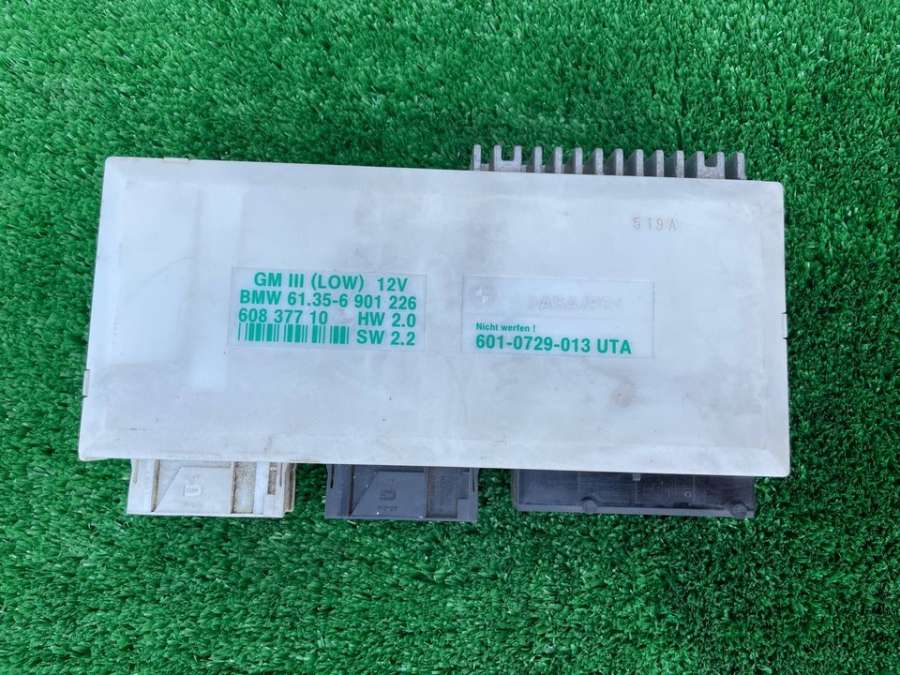 519A
GM III (LOW) 12V
BMW 61.35-6 901 226
608 377 10 HW 2.0
SW 2.2
Nicht werfen !
601-0729-013 UTA